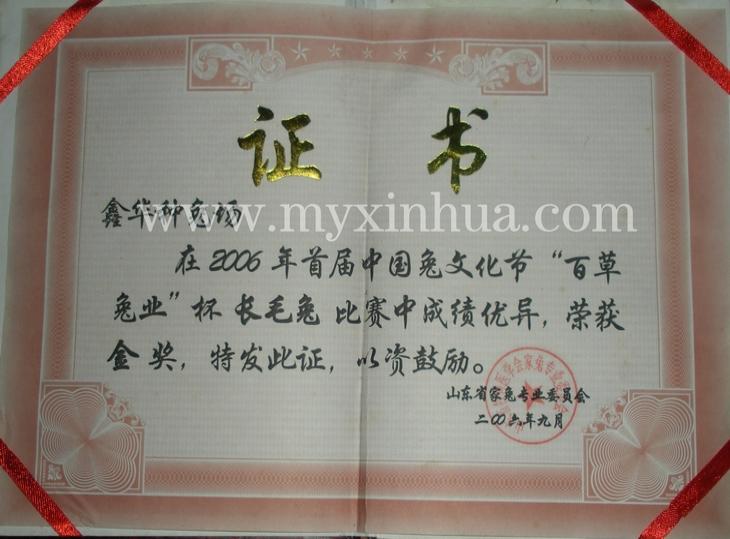 证书
鑫华种兔场
www.myxinhua.com
在2006年首届中国兔文化节“百草
兔业”杯 长毛兔 比赛中成绩优异,荣获
金奖,特发此证,以资鼓励。
山东省家兔专业委员会
二00六年九月